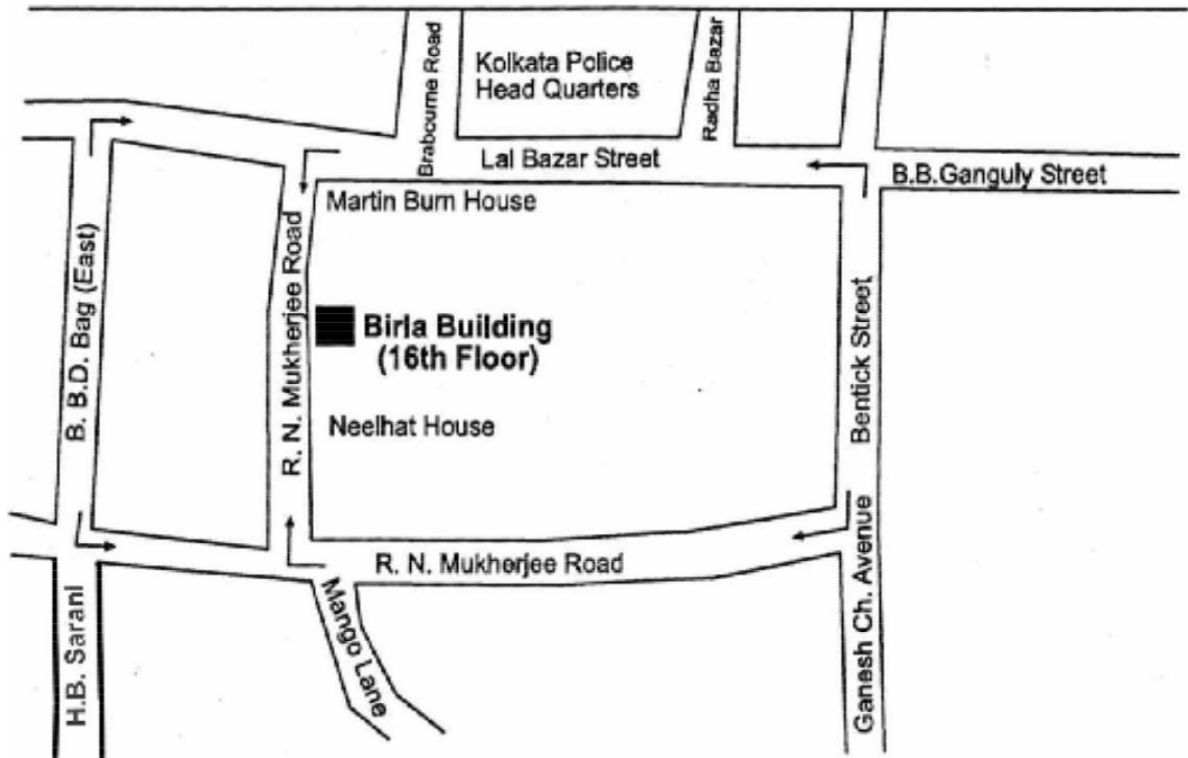 Brabourne Road
Kolkata Police
Head Quarters
Radha Bazar
Lal Bazar Street
B.B.Ganguly Street
Martin Burn House
B. B.D. Bag (East)
R. N. Mukherjee Road
Birla Building
(16th Floor)
Bentick Street
Neelhat House
R. N. Mukherjee Road
Mango Lane
H.B. Sarani
Ganesh Ch. Avenue